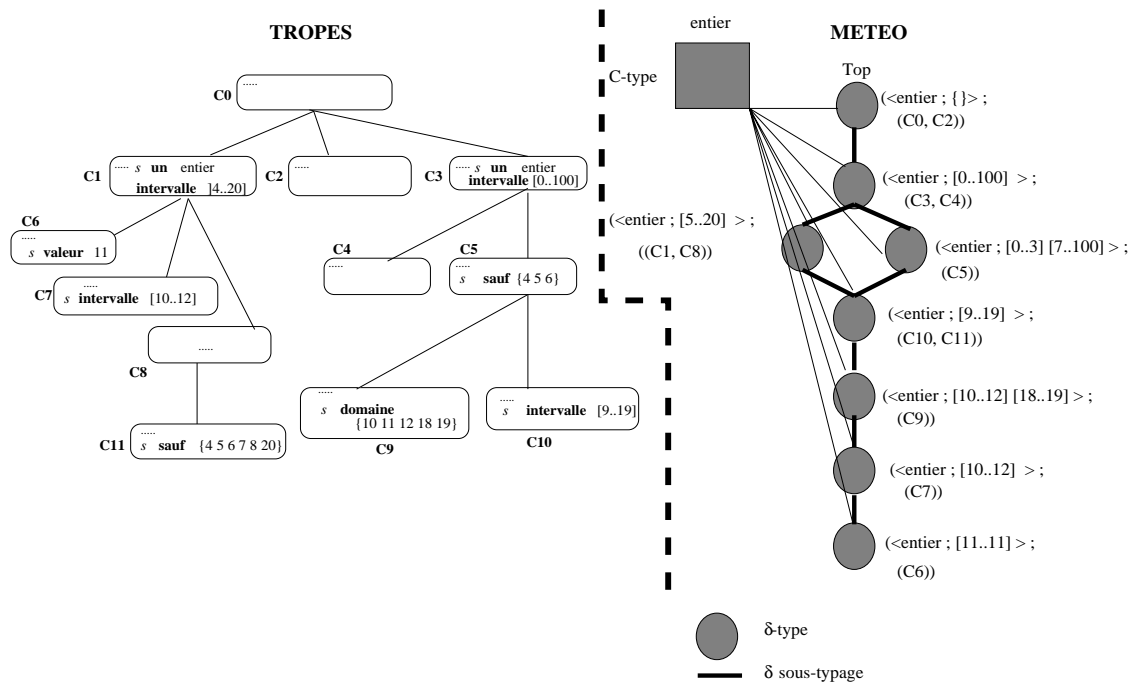 TROPES
.....
C0
..... s un entier
intervalle ]4..20]
C1
.....
C2
..... s un entier
intervalle [0..100]
C3
C6
.....
s valeur 11
.....
C7 s intervalle [10..12]
.....
C8
.....
C11 s sauf {4 5 6 7 8 20}
C4
.....
C5
.....
s sauf {4 5 6}
.....
s domaine
{10 11 12 18 19}
C9
.....
s intervalle [9..19]
C10
METEO
entier
C-type
Top
(<entier ; { }> ;
(C0, C2))
(<entier ; [0..100] > ;
(C3, C4))
(<entier ; [5..20] > ;
((C1, C8))
(<entier ; [0..3] [7..100] > ;
(C5))
(<entier ; [9..19] > ;
(C10, C11))
(<entier ; [10..12] [18..19] > ;
(C9))
(<entier ; [10..12] > ;
(C7))
(<entier ; [11..11] > ;
(C6))
δ-type
δ sous-typage